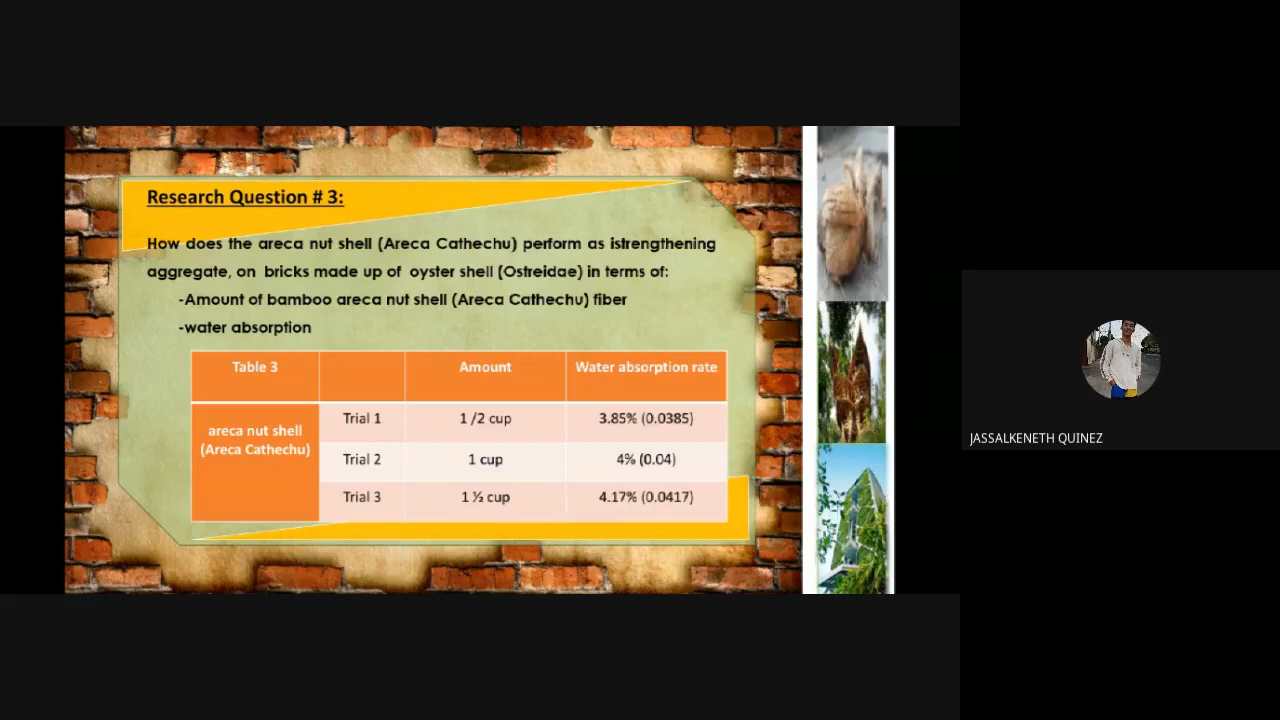 Research Question # 3:
How does the areca nut shell (Areca Cathechu) perform as istrengthening
aggregate, on bricks made up of oyster shell (Ostreidae) in terms of:
-Amount of bamboo areca nut shell (Areca Cathechu) fiber
-water absorption
Table 3 Amount Water absorption rate
areca nut shell
(Areca Cathechu)
Trial 1 1 /2 cup 3.85% (0.0385)
Trial 2 1 cup 4% (0.04)
Trial 3 1 ½ cup 4.17% (0.0417)
JASSALKENETH QUINEZ